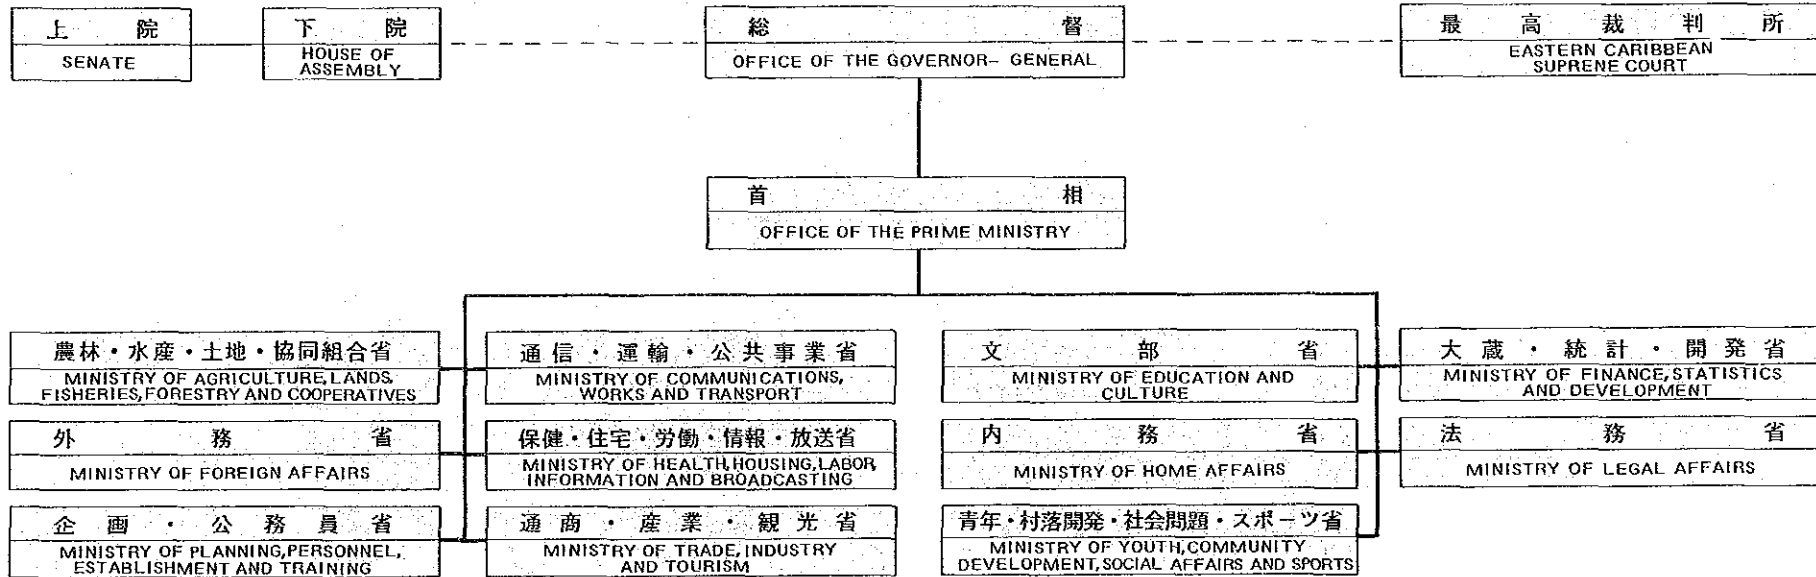 上院
SENATE
下院
HOUSE OF
ASSEMBLY
総督
OFFICE OF THE GOVERNOR- GENERAL
最高裁判所
EASTERN CARIBBEAN
SUPRENE COURT
首相
OFFICE OF THE PRIME MINISTRY
農林・水産・土地・協同組合省
MINISTRY OF AGRICULTURE, LANDS,
FISHERIES, FORESTRY AND COOPERATIVES
通信・運輸・公共事業省
MINISTRY OF COMMUNICATIONS,
WORKS AND TRANSPORT
文部省
MINISTRY OF EDUCATION AND
CULTURE
大蔵・統計・開発省
MINISTRY OF FINANCE, STATISTICS
AND DEVELOPMENT
外務省
MINISTRY OF FOREIGN AFFAIRS
保健・住宅・労働・情報・放送省
MINISTRY OF HEALTH, HOUSING, LABOR,
INFORMATION AND BROADCASTING
内務省
MINISTRY OF HOME AFFAIRS
法務省
MINISTRY OF LEGAL AFFAIRS
企画・公務員省
MINISTRY OF PLANNING, PERSONNEL,
ESTABLISHMENT AND TRAINING
通商・産業・観光省
MINISTRY OF TRADE, INDUSTRY
AND TOURISM
青年・村落開発・社会問題・スポーツ省
MINISTRY OF YOUTH, COMMUNITY
DEVELOPMENT, SOCIAL AFFAIRS AND SPORTS